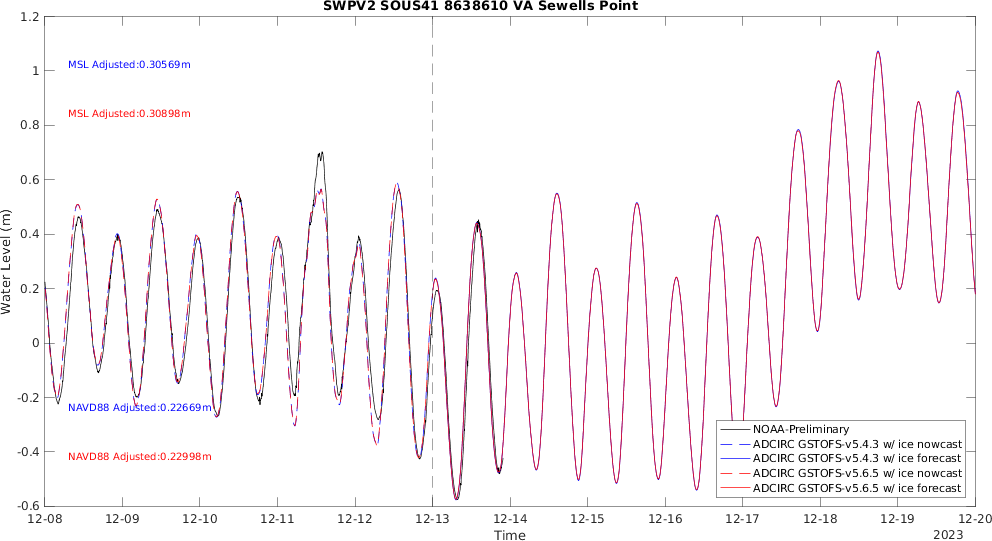 SWPV2 SOUS41 8638610 VA Sewells Point
1.2
1
0.8
0.6
0.4
0.2
0
-0.2
-0.4
-0.6
Water Level (m)
MSL Adjusted:0.30569m
MSL Adjusted:0.30898m
NAVD88 Adjusted:0.22669m
NAVD88 Adjusted:0.22998m
NOAA-Preliminary
ADCIRC GSTOFS-v5.4.3 w/ ice nowcast
ADCIRC GSTOFS-v5.4.3 w/ ice forecast
ADCIRC GSTOFS-v5.6.5 w/ ice nowcast
ADCIRC GSTOFS-v5.6.5 w/ ice forecast
12-08 12-09 12-10 12-11 12-12 12-13 12-14 12-15 12-16 12-17 12-18 12-19 12-20
Time
2023